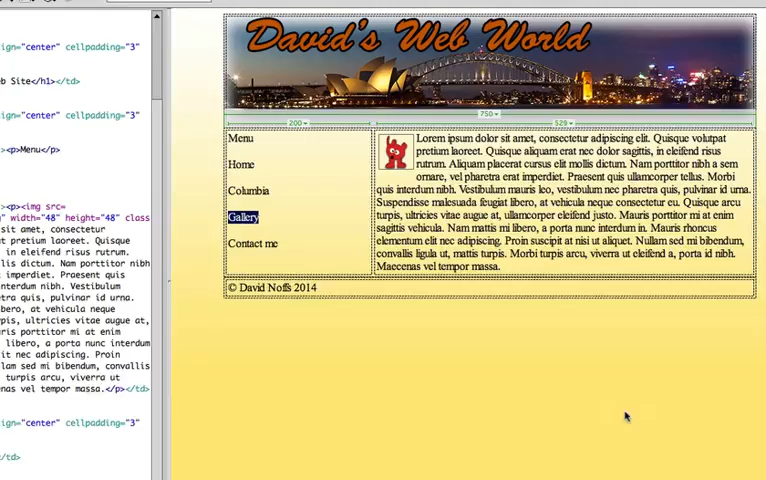 ign="center" cellpadding="3"
eb Site</h1></td>
ign="center" cellpadding="3"
><p>Menu</p>
><p><img src=
" width="48" height="48" class
sit amet, consectetur
t pretium laoreet. Quisque
in eleifend risus rutrum.
lis dictum. Nam porttitor nibh
imperdiet. Praesent quis
interdum nibh. Vestibulum
etra quis, pulvinar id urna.
ibero, at vehicula neque
rpis, ultricies vitae augue at,
uris porttitor mi at enim
libero, a porta nunc interdum
it nec adipiscing. Proin
lam sed mi bibendum, convallis
turpis arcu, viverra ut
enas vel tempor massa.</p></td>
ign="center" cellpadding="3"
</td>
David's Web World
750
200
529
Menu
Home
Columbia
Gallery
Contact me
Lorem ipsum dolor sit amet, consectetur adipiscing elit. Quisque volutpat
pretium laoreet. Quisque aliquam erat nec dolor sagittis, in eleifend risus
rutrum. Aliquam placerat cursus elit mollis dictum. Nam porttitor nibh a sem
ornare, vel pharetra erat imperdiet. Praesent quis ullamcorper tellus. Morbi
quis interdum nibh. Vestibulum mauris leo, vestibulum nec pharetra quis, pulvinar id urna.
Suspendisse malesuada feugiat libero, at vehicula neque consectetur eu. Quisque arcu
turpis, ultricies vitae augue at, ullamcorper eleifend justo. Mauris porttitor mi at enim
sagittis vehicula. Nam mattis mi libero, a porta nunc interdum in. Mauris rhoncus
elementum elit nec adipiscing. Proin suscipit at nisi ut aliquet. Nullam sed mi bibendum,
convallis ligula ut, mattis turpis. Morbi turpis arcu, viverra ut eleifend a, porta id nibh.
Maecenas vel tempor massa.
© David Noffs 2014